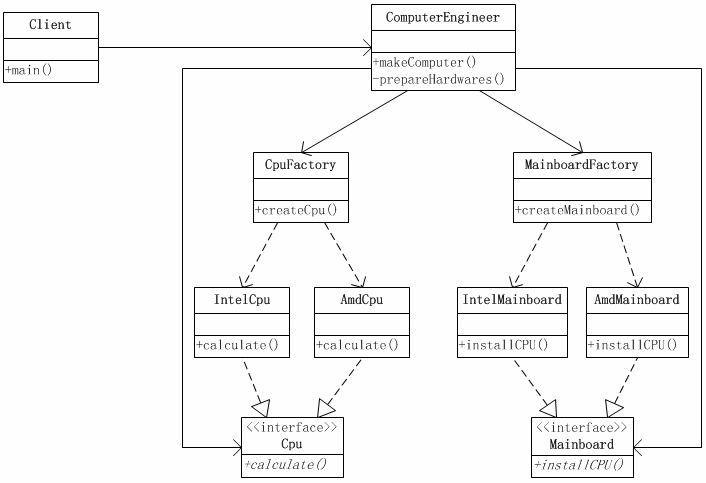 Client
+main()
ComputerEngineer
+makeComputer()
-prepareHardwares()
CpuFactory
+createCpu()
MainboardFactory
+createMainboard()
IntelCpu
+calculate()
AmdCpu
+calculate()
IntelMainboard
+installCPU()
AmdMainboard
+installCPU()
<<interface>>
Cpu
+calculate()
<<interface>>
Mainboard
+installCPU()